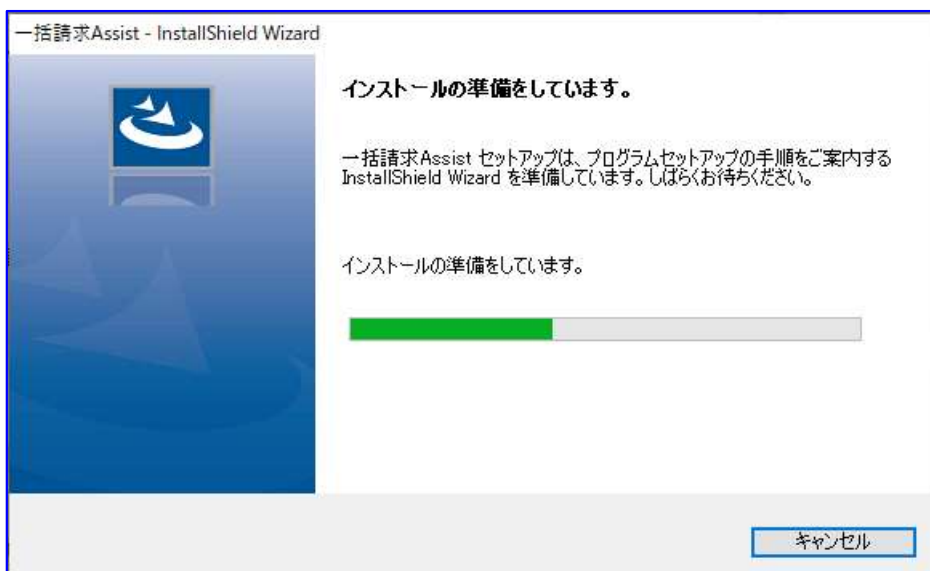 一括請求Assist - InstallShield Wizard
インストールの準備をしています。
一括請求Assist セットアップは、プログラムセットアップの手順をご案内する
InstallShield Wizard を準備しています。しばらくお待ちください。
インストールの準備をしています。
キャンセル